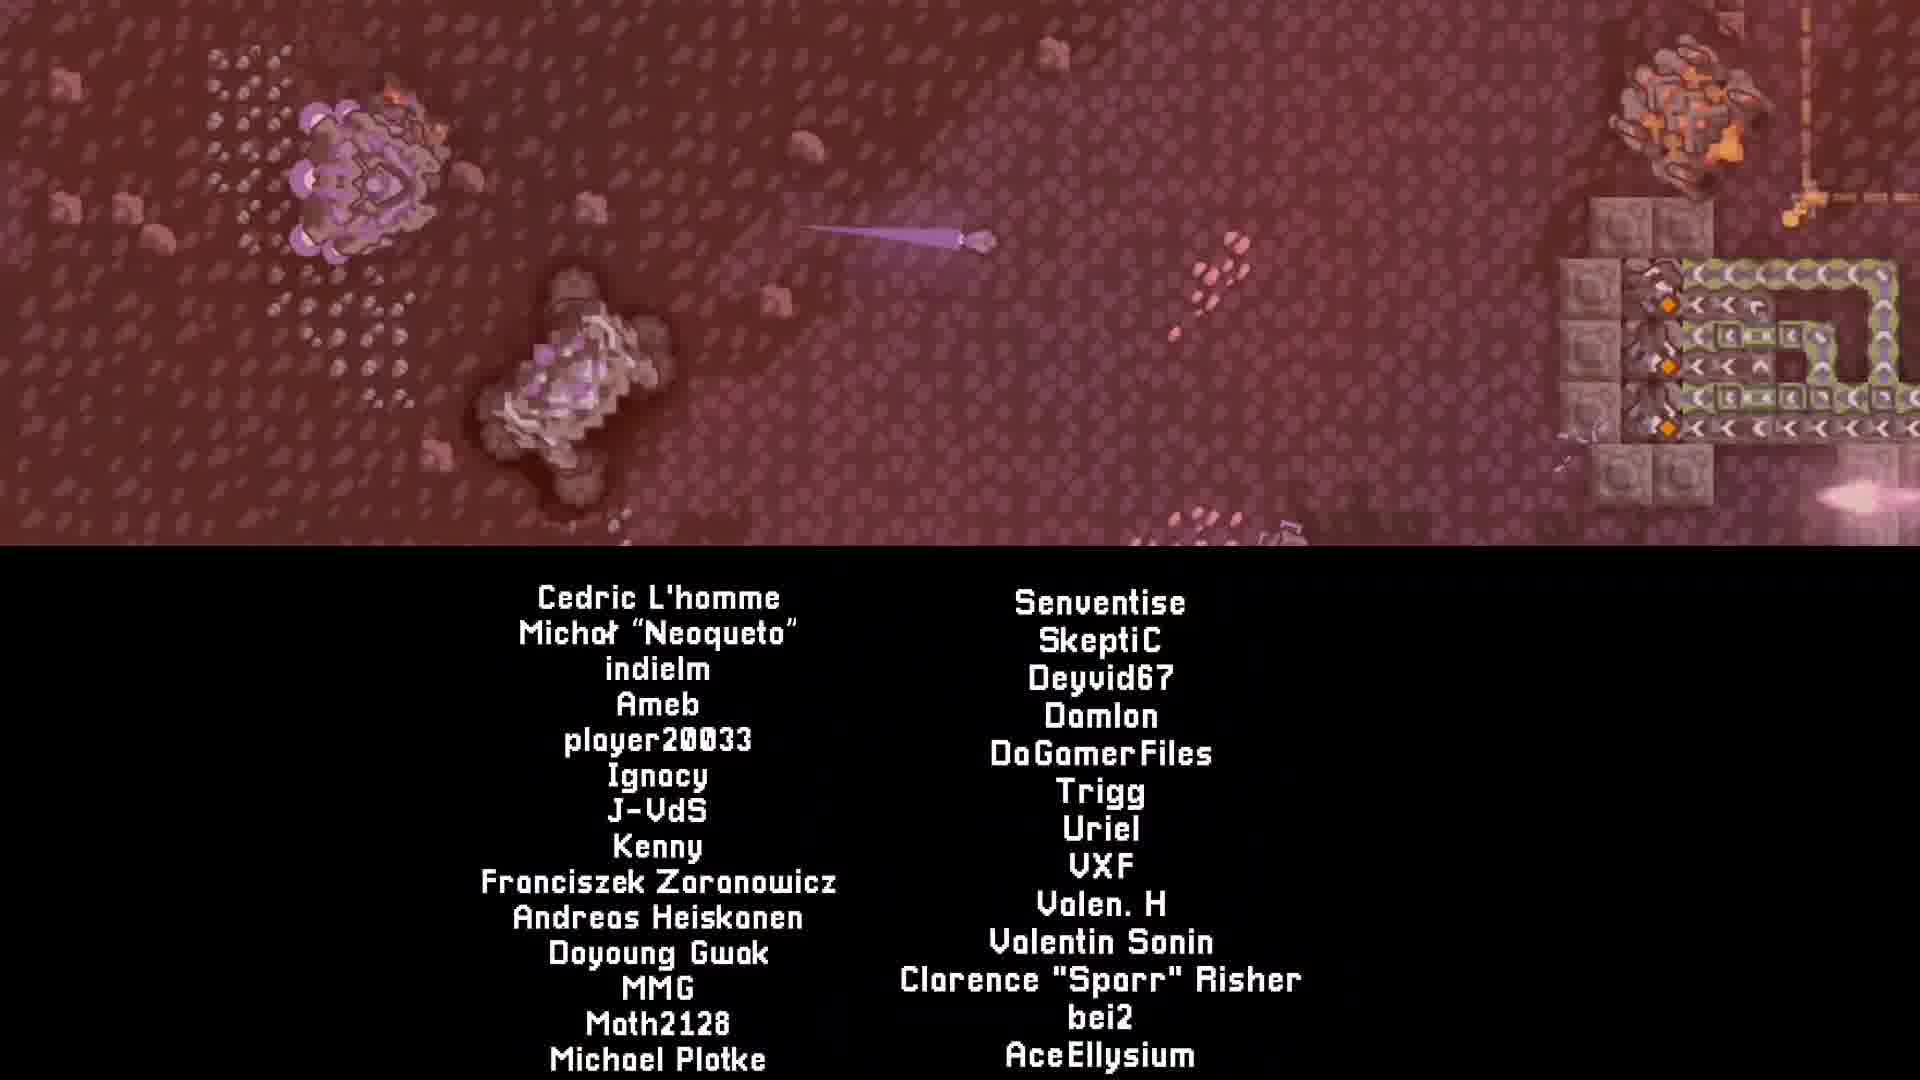 Cedric L'homme
Michał “Neoqueto”
indielm
Ameb
player20033
Ignacy
J-VdS
Kenny
Franciszek Zaranowicz
Andreas Heiskanen
Doyoung Gwak
MMG
Math2128
Michael Plotke
Senventise
SkeptiC
Deyvid67
Damlon
DaGamerFiles
Trigg
Uriel
VXF
Valen. H
Valentin Sonin
Clarence "Sparr" Risher
bei2
AceEllysium